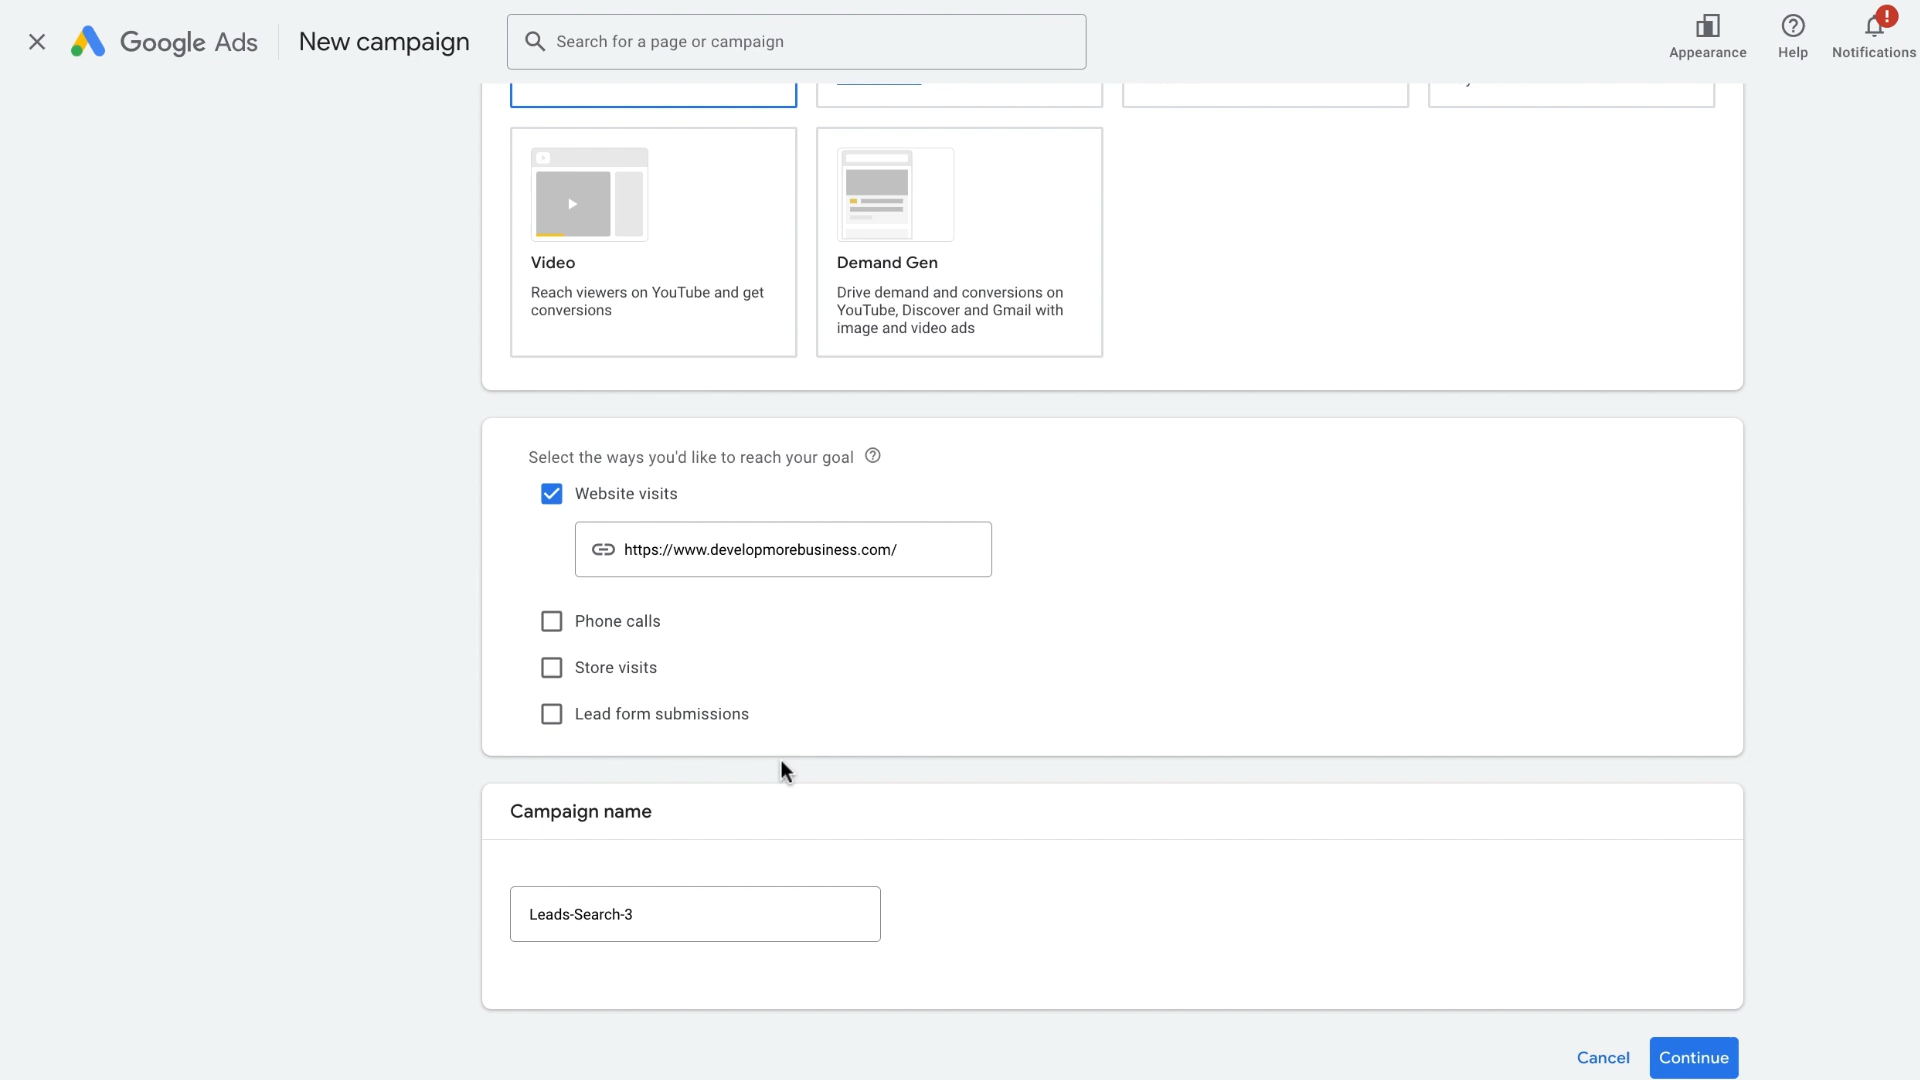 Google Ads
New campaign
Search for a page or campaign
Appearance
Help
!
Notifications
Video
Reach viewers on YouTube and get
conversions
Demand Gen
Drive demand and conversions on
YouTube, Discover and Gmail with
image and video ads
Select the ways you'd like to reach your goal
Website visits
https://www.developmorebusiness.com/
Phone calls
Store visits
Lead form submissions
Campaign name
Leads-Search-3
Cancel
Continue